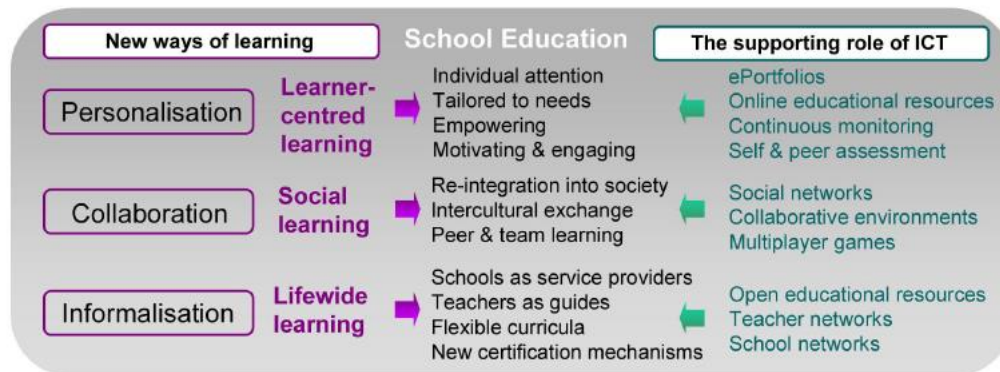 New ways of learning
School Education
The supporting role of ICT
Personalisation
Learner-
centred
learning
Individual attention
Tailored to needs
Empowering
Motivating & engaging
ePortfolios
Online educational resources
Continuous monitoring
Self & peer assessment
Collaboration
Social
learning
Re-integration into society
Intercultural exchange
Peer & team learning
Social networks
Collaborative environments
Multiplayer games
Informalisation
Lifewide
learning
Schools as service providers
Teachers as guides
Flexible curricula
New certification mechanisms
Open educational resources
Teacher networks
School networks